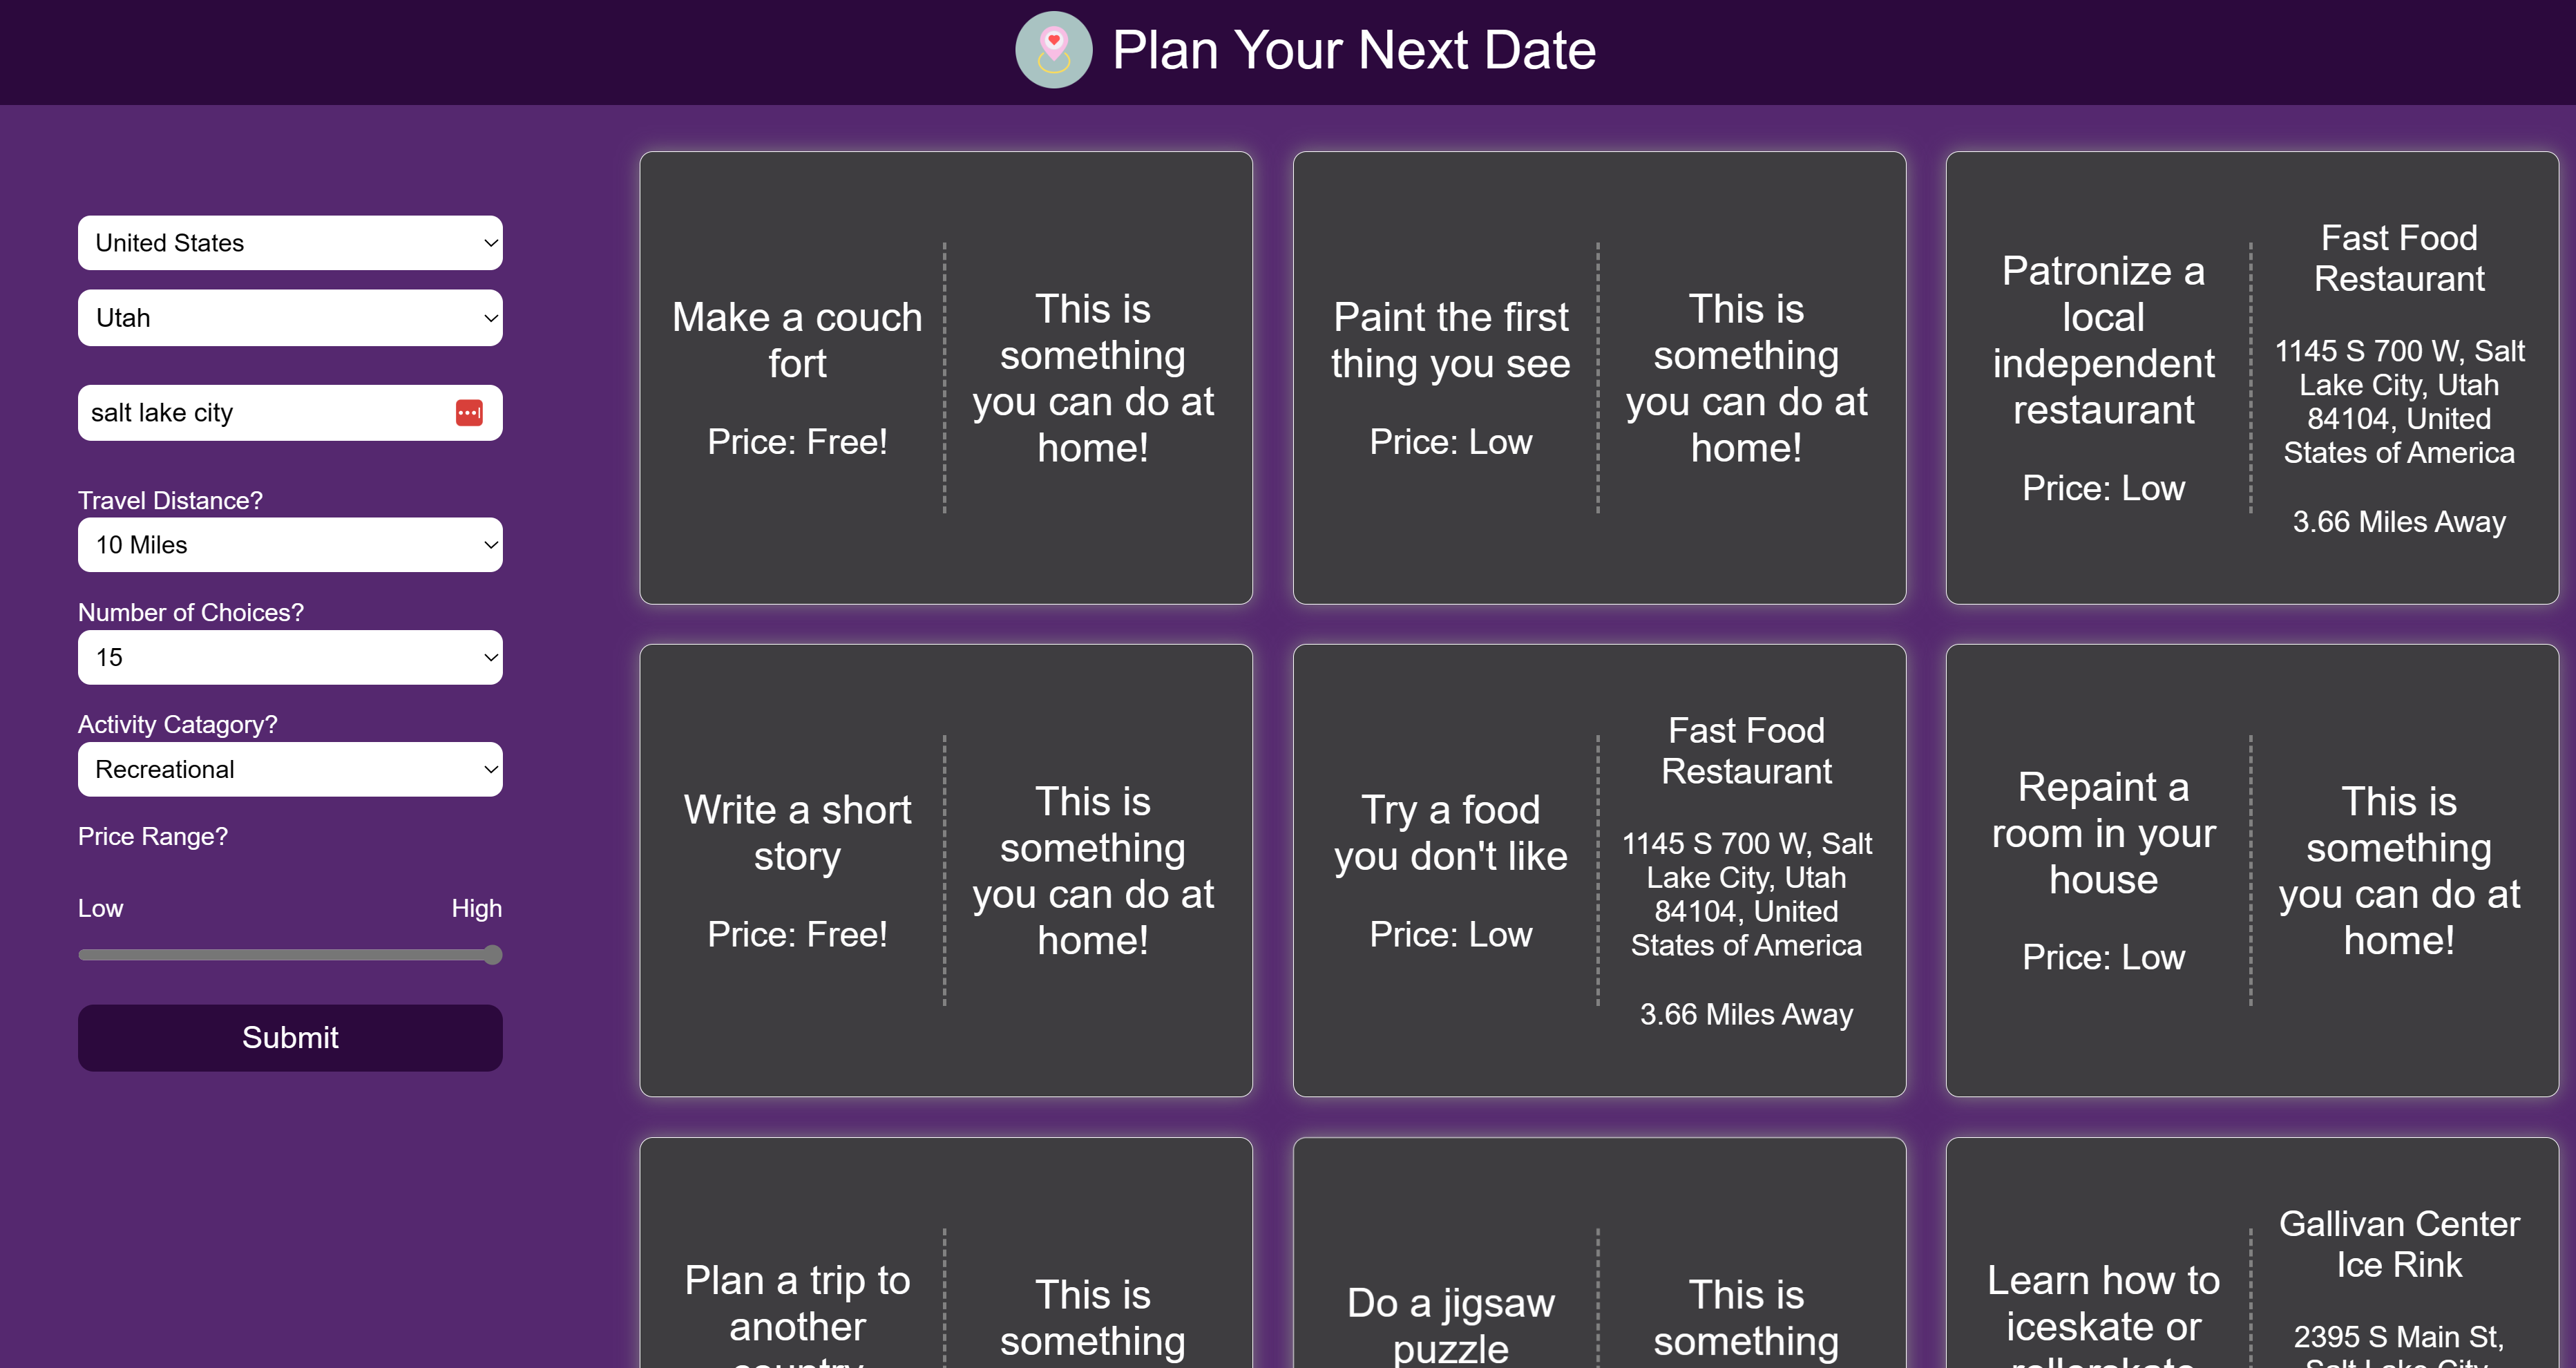 Plan Your Next Date
United States
Utah
salt lake city
Travel Distance?
10 Miles
Number of Choices?
15
Activity Catagory?
Recreational
Price Range?
Low
High
Submit
Make a couch
fort
Price: Free!
This is
something
you can do at
home!
Paint the first
thing you see
Price: Low
This is
something
you can do at
home!
Patronize a
local
independent
restaurant
Price: Low
Fast Food
Restaurant
1145 S 700 W, Salt
Lake City, Utah
84104, United
States of America
3.66 Miles Away
Write a short
story
Price: Free!
This is
something
you can do at
home!
Try a food
you don't like
Price: Low
Fast Food
Restaurant
1145 S 700 W, Salt
Lake City, Utah
84104, United
States of America
3.66 Miles Away
Repaint a
room in your
house
Price: Low
This is
something
you can do at
home!
Plan a trip to
another
country
This is
something
Do a jigsaw
puzzle
This is
something
Learn how to
iceskate or
rollerskate
Gallivan Center
Ice Rink
2395 S Main St,
Salt Lake City,